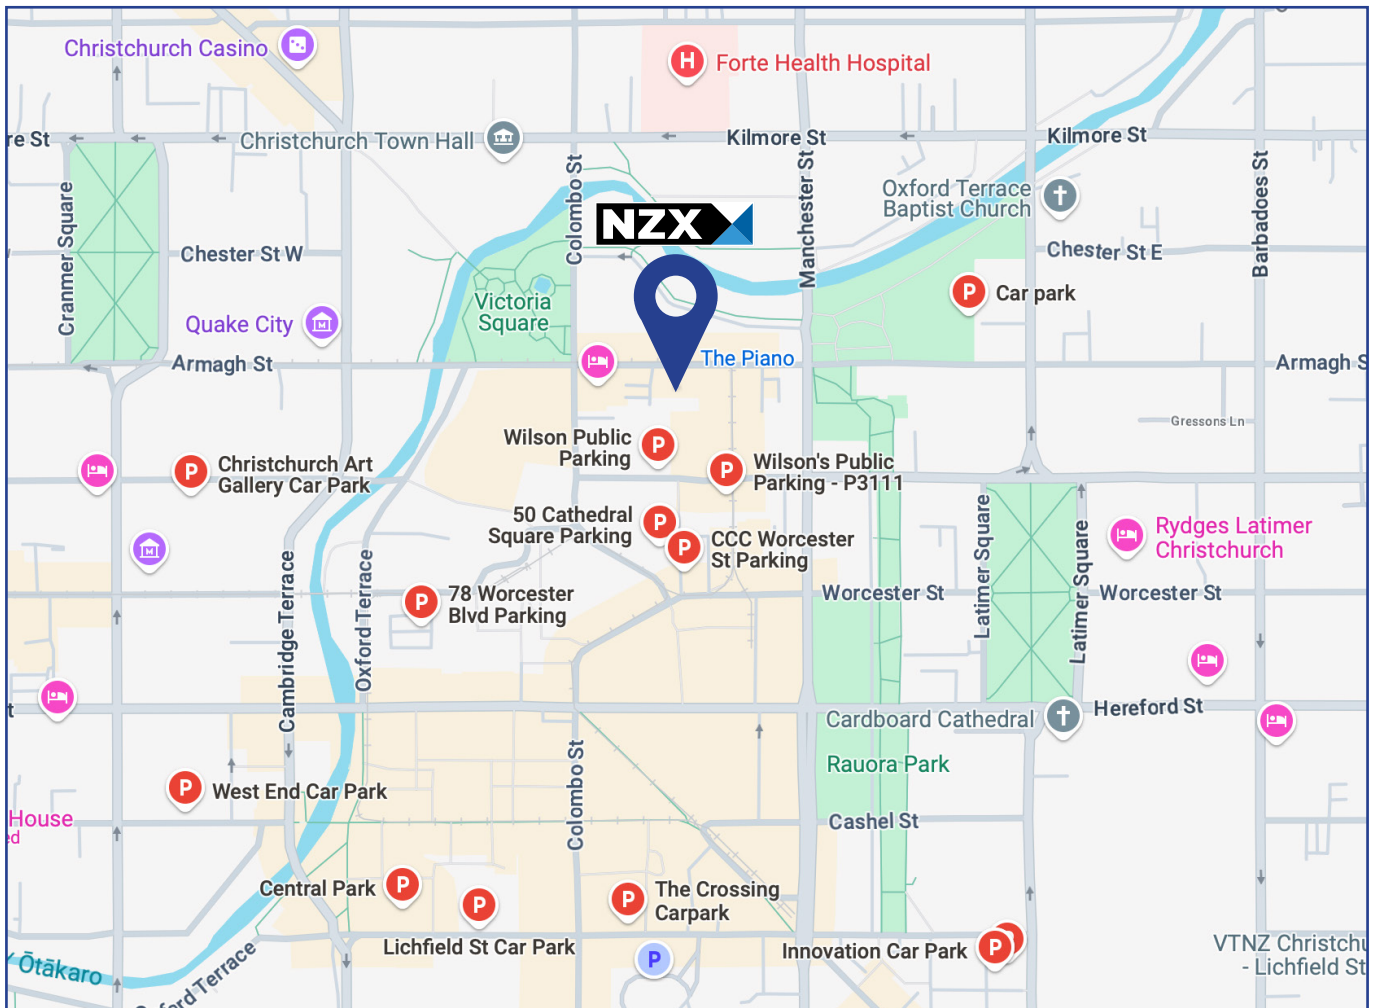 Christchurch Casino
H
Forte Health Hospital
re St
Christchurch Town Hall
Kilmore St
Kilmore St
Cranmer Square
Colombo St
Manchester St
Oxford Terrace
Baptist Church
Barbadoes St
NZX
Chester St W
Chester St E
Victoria
Square
P
Car park
Quake City
M
Armagh St
The Piano
Armagh S
Gressons Ln
Wilson Public
Parking
P
P
Christchurch Art
Gallery Car Park
P
Wilson's Public
Parking - P3111
50 Cathedral
Square Parking
P
P
CCC Worcester
St Parking
Latimer Square
Latimer Square
Rydges Latimer
Christchurch
M
Cambridge Terrace
Oxford Terrace
P
78 Worcester
Blvd Parking
Worcester St
Worcester St
t
Cardboard Cathedral
Hereford St
Colombo St
Rauora Park
P
West End Car Park
House
ed
Cashel St
Central Park
P
P
Lichfield St Car Park
P
The Crossing
Carpark
P
Innovation Car Park
P
VTNZ Christchu
- Lichfield St
Ōtākaro
ford Terrace